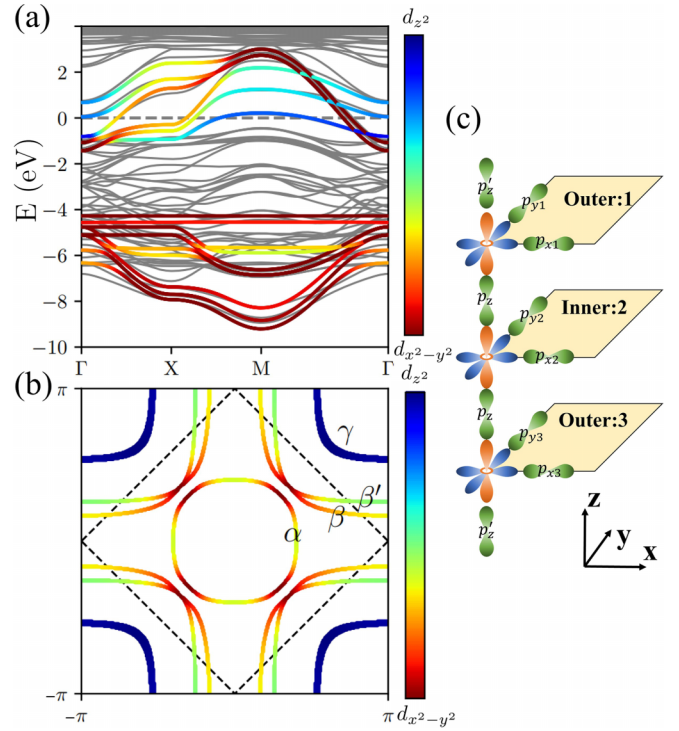 (a)
d_{z^2}
2
0
−2
−4
−6
−8
−10
E (eV)
Γ X M Γ
d_{x^2−y^2}
(b)
d_{z^2}
π
−π
−π π
γ
β′
β
α
d_{x^2−y^2}
(c)
p′_z
p_{y1}
Outer:1
p_{x1}
p_z
p_{y2}
Inner:2
p_{x2}
p_z
p_{y3}
Outer:3
p_{x3}
p′_z
z
y
x